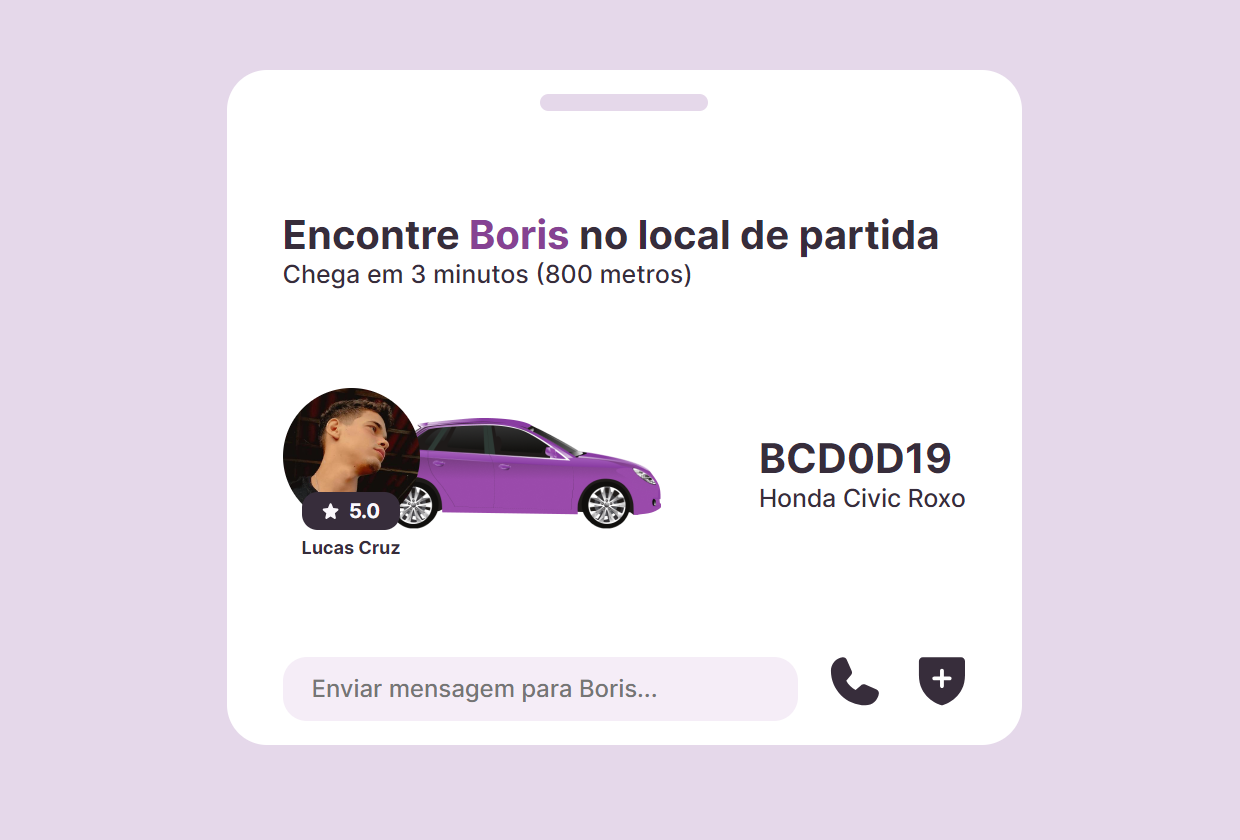 Encontre Boris no local de partida
Chega em 3 minutos (800 metros)
5.0
Lucas Cruz
BCD0D19
Honda Civic Roxo
Enviar mensagem para Boris...